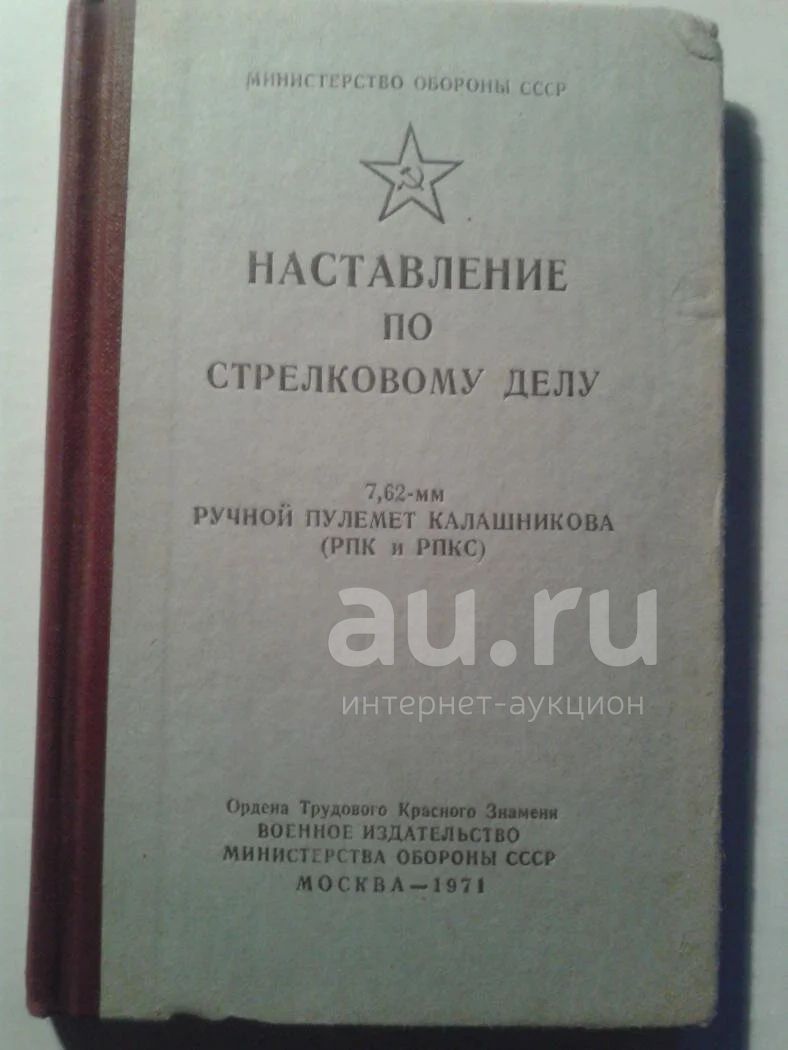 МИНИСТЕРСТВО ОБОРОНЫ СССР
НАСТАВЛЕНИЕ
ПО
СТРЕЛКОВОМУ ДЕЛУ
7,62-мм
РУЧНОЙ ПУЛЕМЕТ КАЛАШНИКОВА
(РПК и РПКС)
au.ru
интернет-аукцион
Ордена Трудового Красного Знамени
ВОЕННОЕ ИЗДАТЕЛЬСТВО
МИНИСТЕРСТВА ОБОРОНЫ СССР
МОСКВА—1971